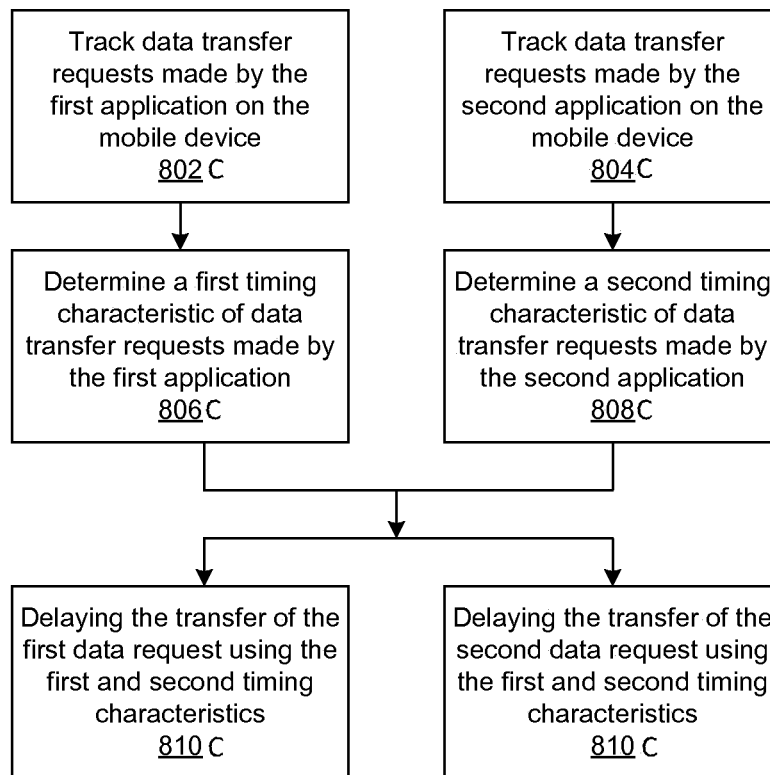 Track data transfer
requests made by the
first application on the
mobile device
802 C
Track data transfer
requests made by the
second application on the
mobile device
804 C
Determine a first timing
characteristic of data
transfer requests made by
the first application
806 C
Determine a second timing
characteristic of data
transfer requests made by
the second application
808 C
Delaying the transfer of the
first data request using the
first and second timing
characteristics
810 C
Delaying the transfer of the
second data request using
the first and second timing
characteristics
810 C